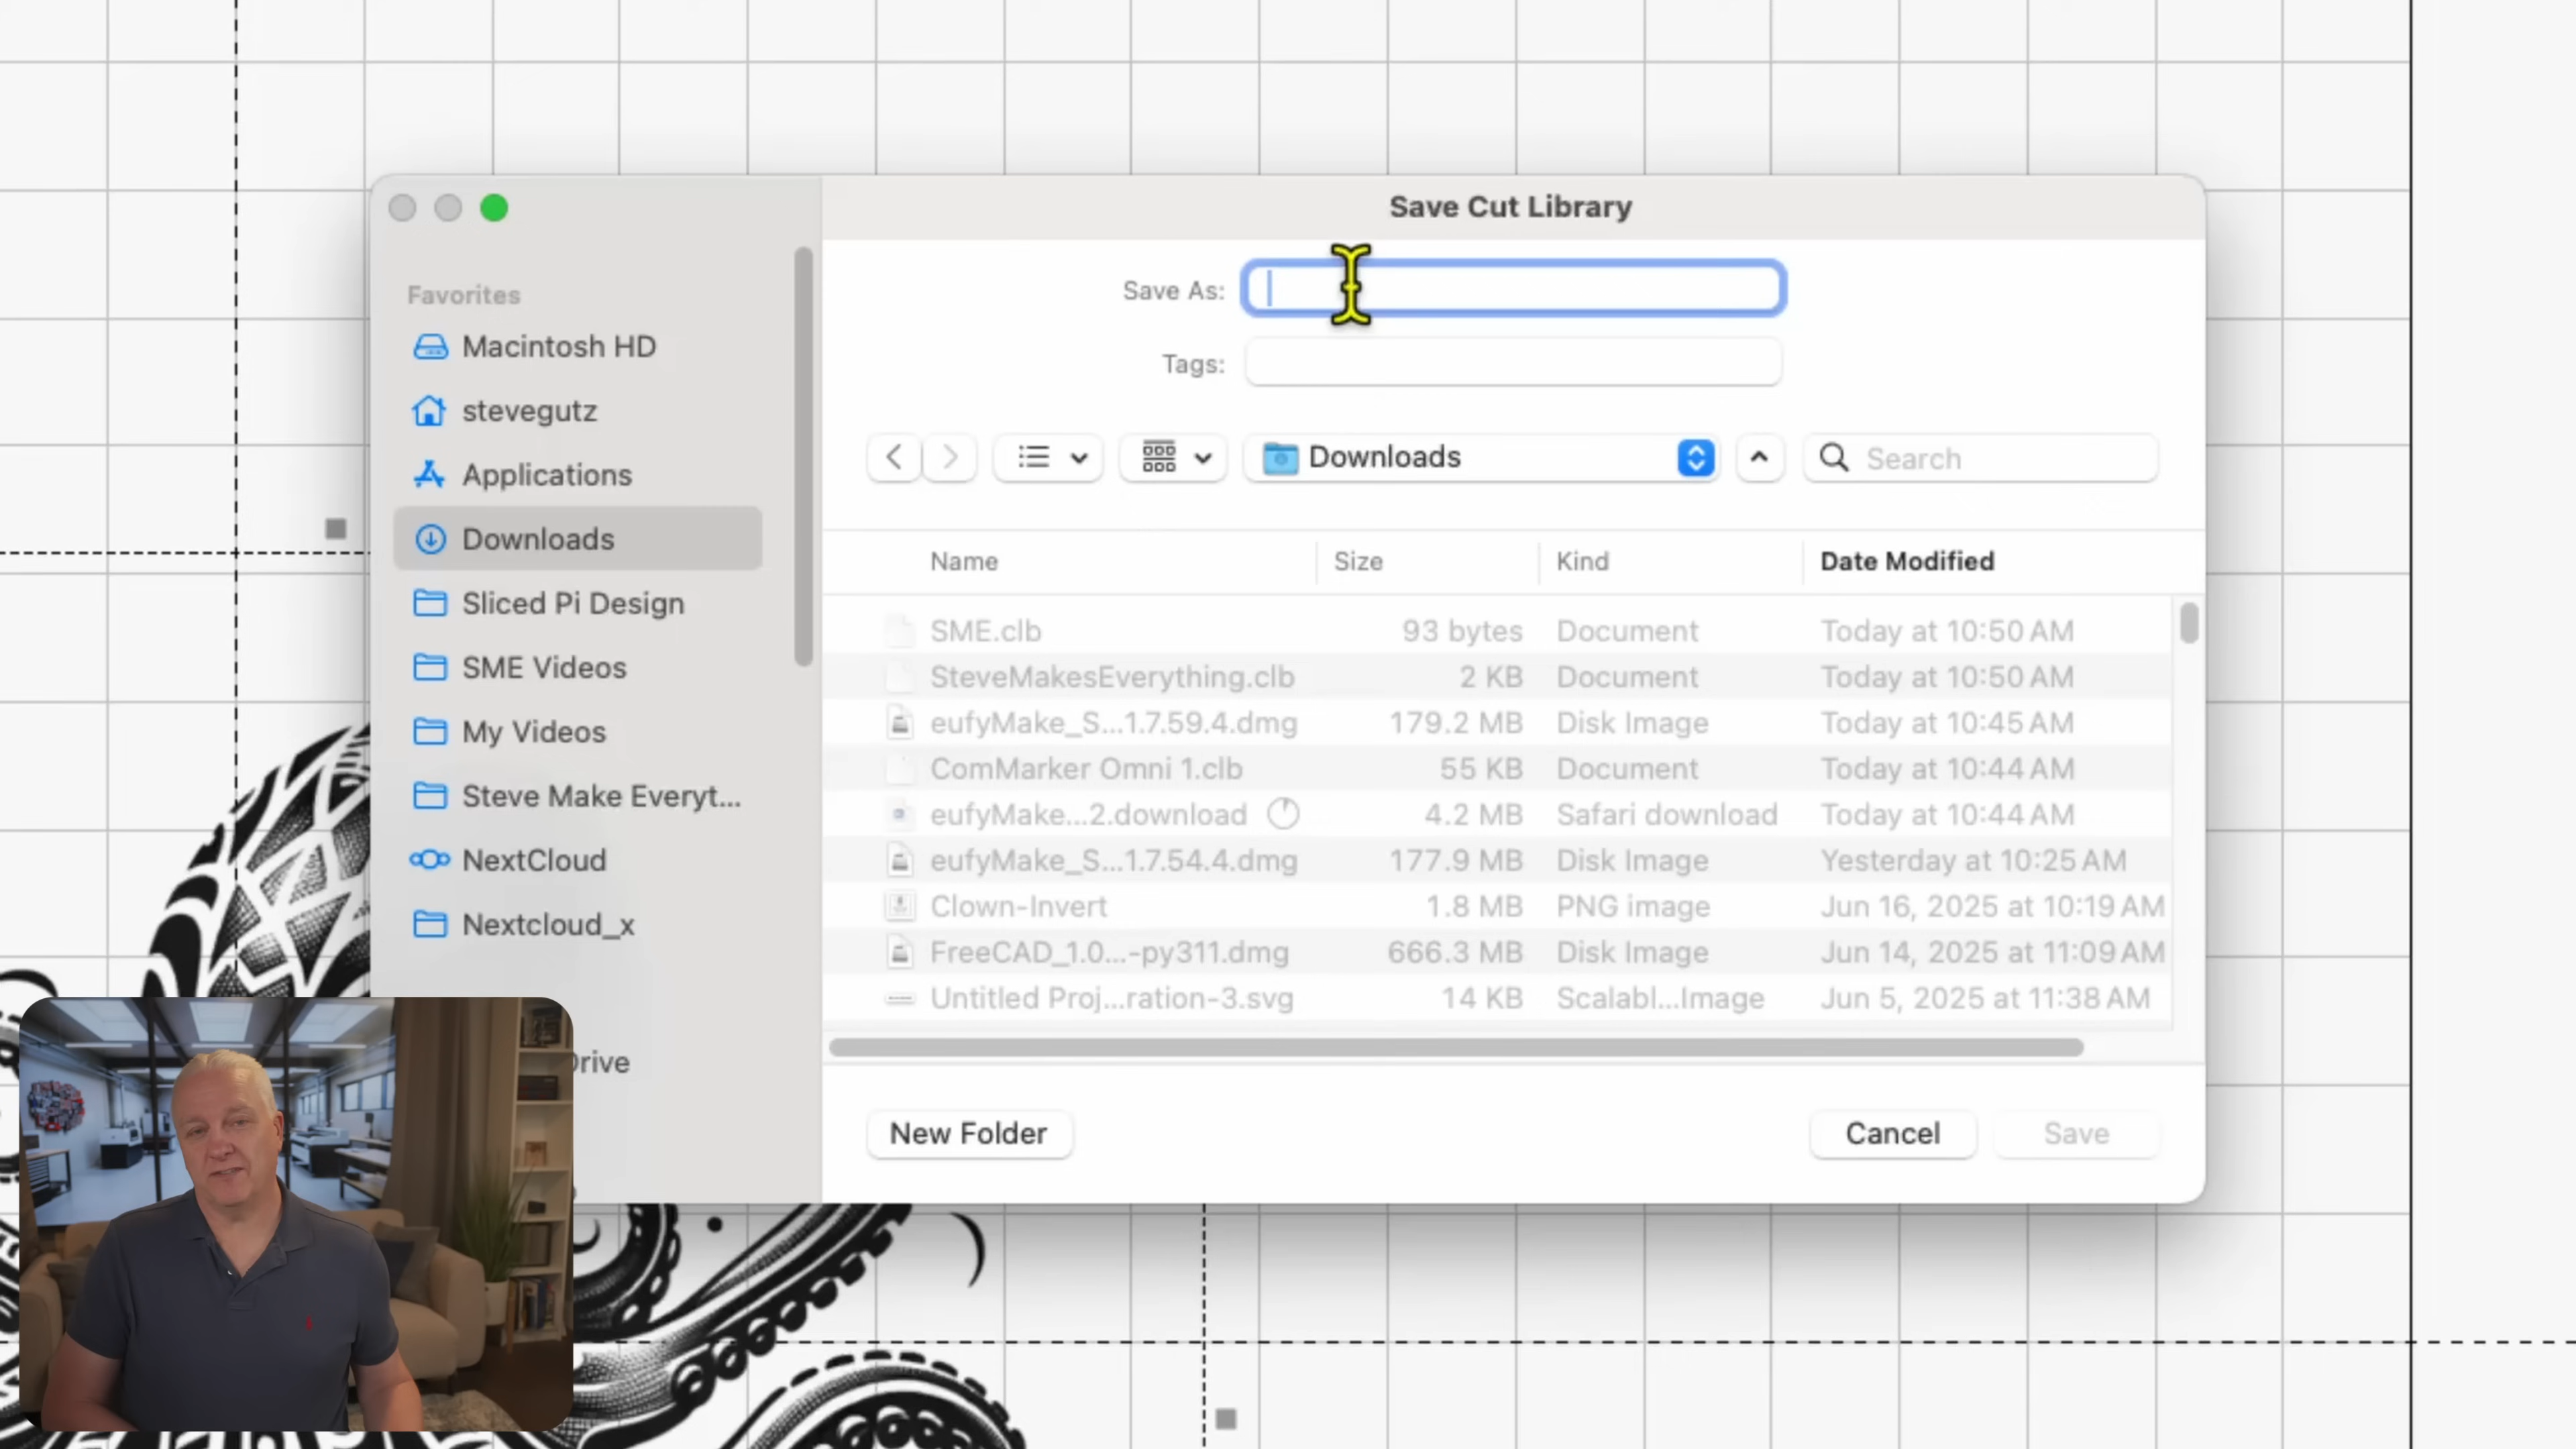 Save Cut Library
Save As:
Tags:
Favorites
Macintosh HD
stevegutz
Applications
Downloads
Sliced Pi Design
SME Videos
My Videos
Steve Make Everyt...
NextCloud
Nextcloud_x
Drive
Downloads
Search
Name Size Kind Date Modified
SME.clb 93 bytes Document Today at 10:50 AM
SteveMakesEverything.clb 2 KB Document Today at 10:50 AM
eufyMake_S...1.7.59.4.dmg 179.2 MB Disk Image Today at 10:45 AM
ComMarker Omni 1.clb 55 KB Document Today at 10:44 AM
eufyMake...2.download 4.2 MB Safari download Today at 10:44 AM
eufyMake_S...1.7.54.4.dmg 177.9 MB Disk Image Yesterday at 10:25 AM
Clown-Invert 1.8 MB PNG image Jun 16, 2025 at 10:19 AM
FreeCAD_1.0...-py311.dmg 666.3 MB Disk Image Jun 14, 2025 at 11:09 AM
Untitled Proj...ration-3.svg 14 KB Scalabl...Image Jun 5, 2025 at 11:38 AM
New Folder
Cancel
Save